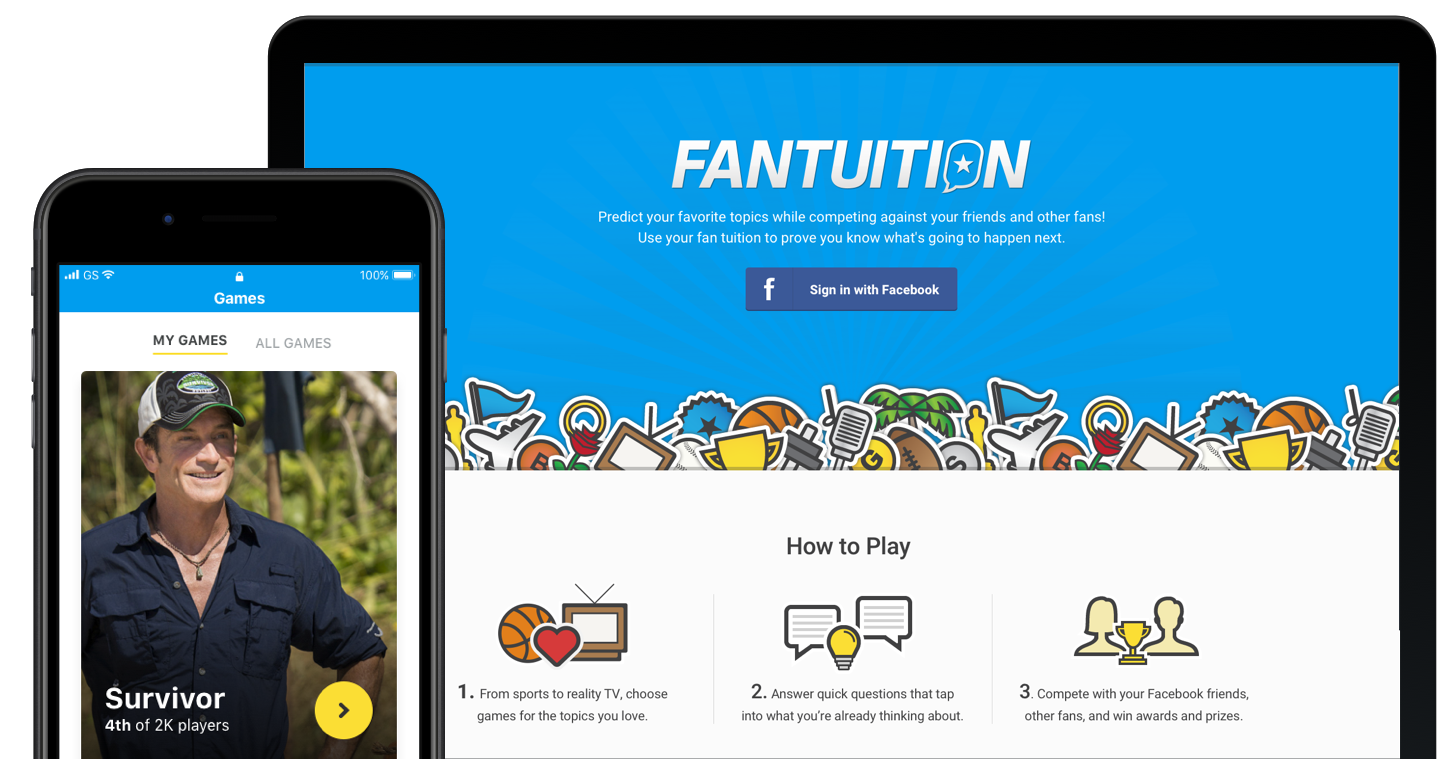 FANTUITION
Predict your favorite topics while competing against your friends and other fans!
Use your fan tuition to prove you know what's going to happen next.
f Sign in with Facebook
GS 100%
Games
MY GAMES ALL GAMES
Survivor
4th of 2K players
E G S E
How to Play
1. From sports to reality TV, choose
games for the topics you love.
2. Answer quick questions that tap
into what you're already thinking about.
3. Compete with your Facebook friends,
other fans, and win awards and prizes.